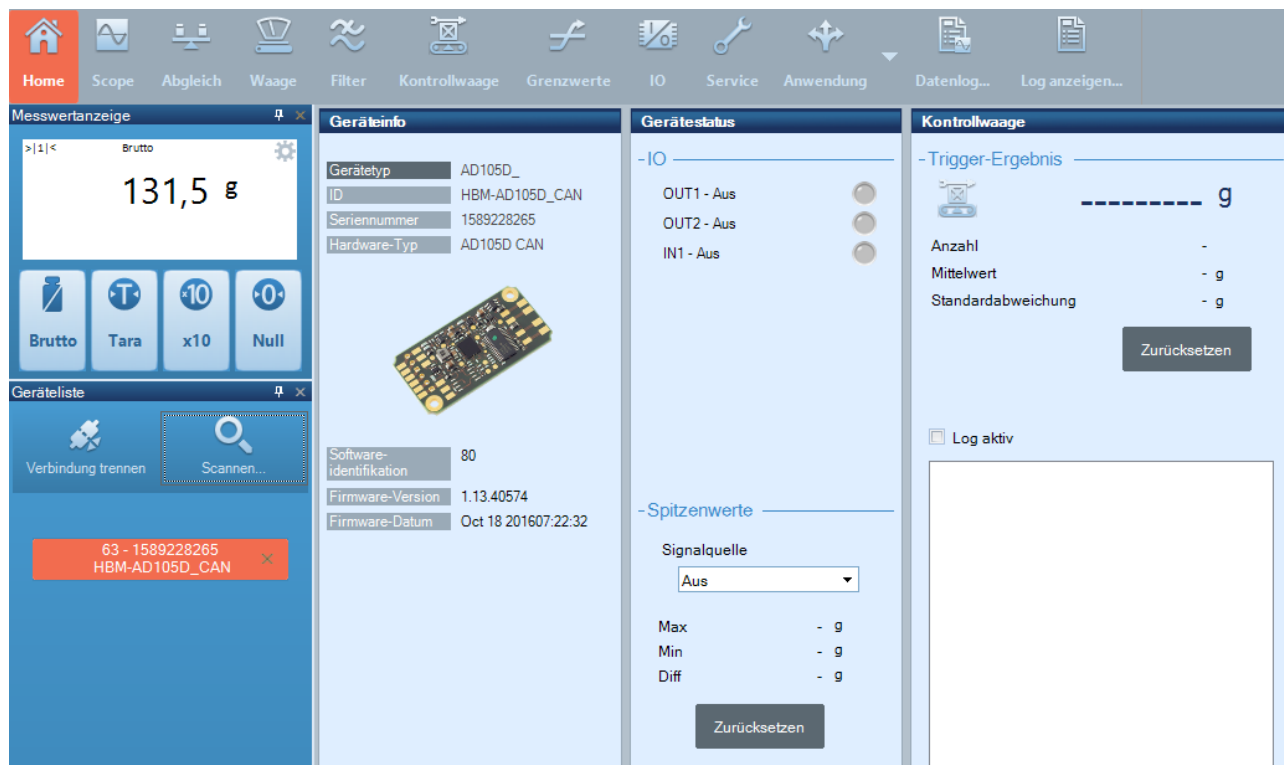 Home Scope Abgleich Waage Filter Kontrollwaage Grenzwerte IO Service Anwendung Datenlog... Log anzeigen...
Messwertanzeige
>|1|< Brutto
131,5 g
Brutto Tara x10 Null
Geräteliste
Verbindung trennen Scannen...
63 - 1589228265
HBM-AD105D_CAN
Geräteinfo
Gerätetyp AD105D_
ID HBM-AD105D_CAN
Seriennummer 1589228265
Hardware-Typ AD105D CAN
Software-
identifikation 80
Firmware-Version 1.13.40574
Firmware-Datum Oct 18 201607:22:32
Gerätestatus
IO
OUT1 - Aus
OUT2 - Aus
IN1 - Aus
Spitzenwerte
Signalquelle
Aus
Max - g
Min - g
Diff - g
Zurücksetzen
Kontrollwaage
Trigger-Ergebnis
--------- g
Anzahl -
Mittelwert - g
Standardabweichung - g
Zurücksetzen
Log aktiv